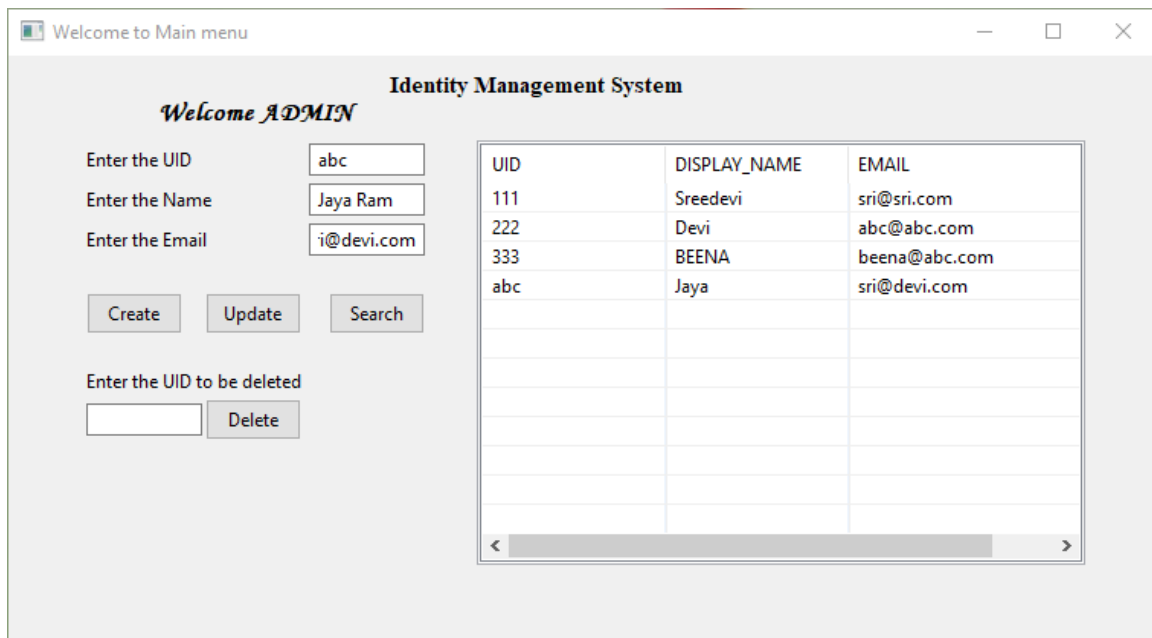 Welcome to Main menu
Identity Management System
Welcome ADMIN
Enter the UID abc
Enter the Name Jaya Ram
Enter the Email i@devi.com
Create Update Search
Enter the UID to be deleted
Delete
UID DISPLAY_NAME EMAIL
111 Sreedevi sri@sri.com
222 Devi abc@abc.com
333 BEENA beena@abc.com
abc Jaya sri@devi.com